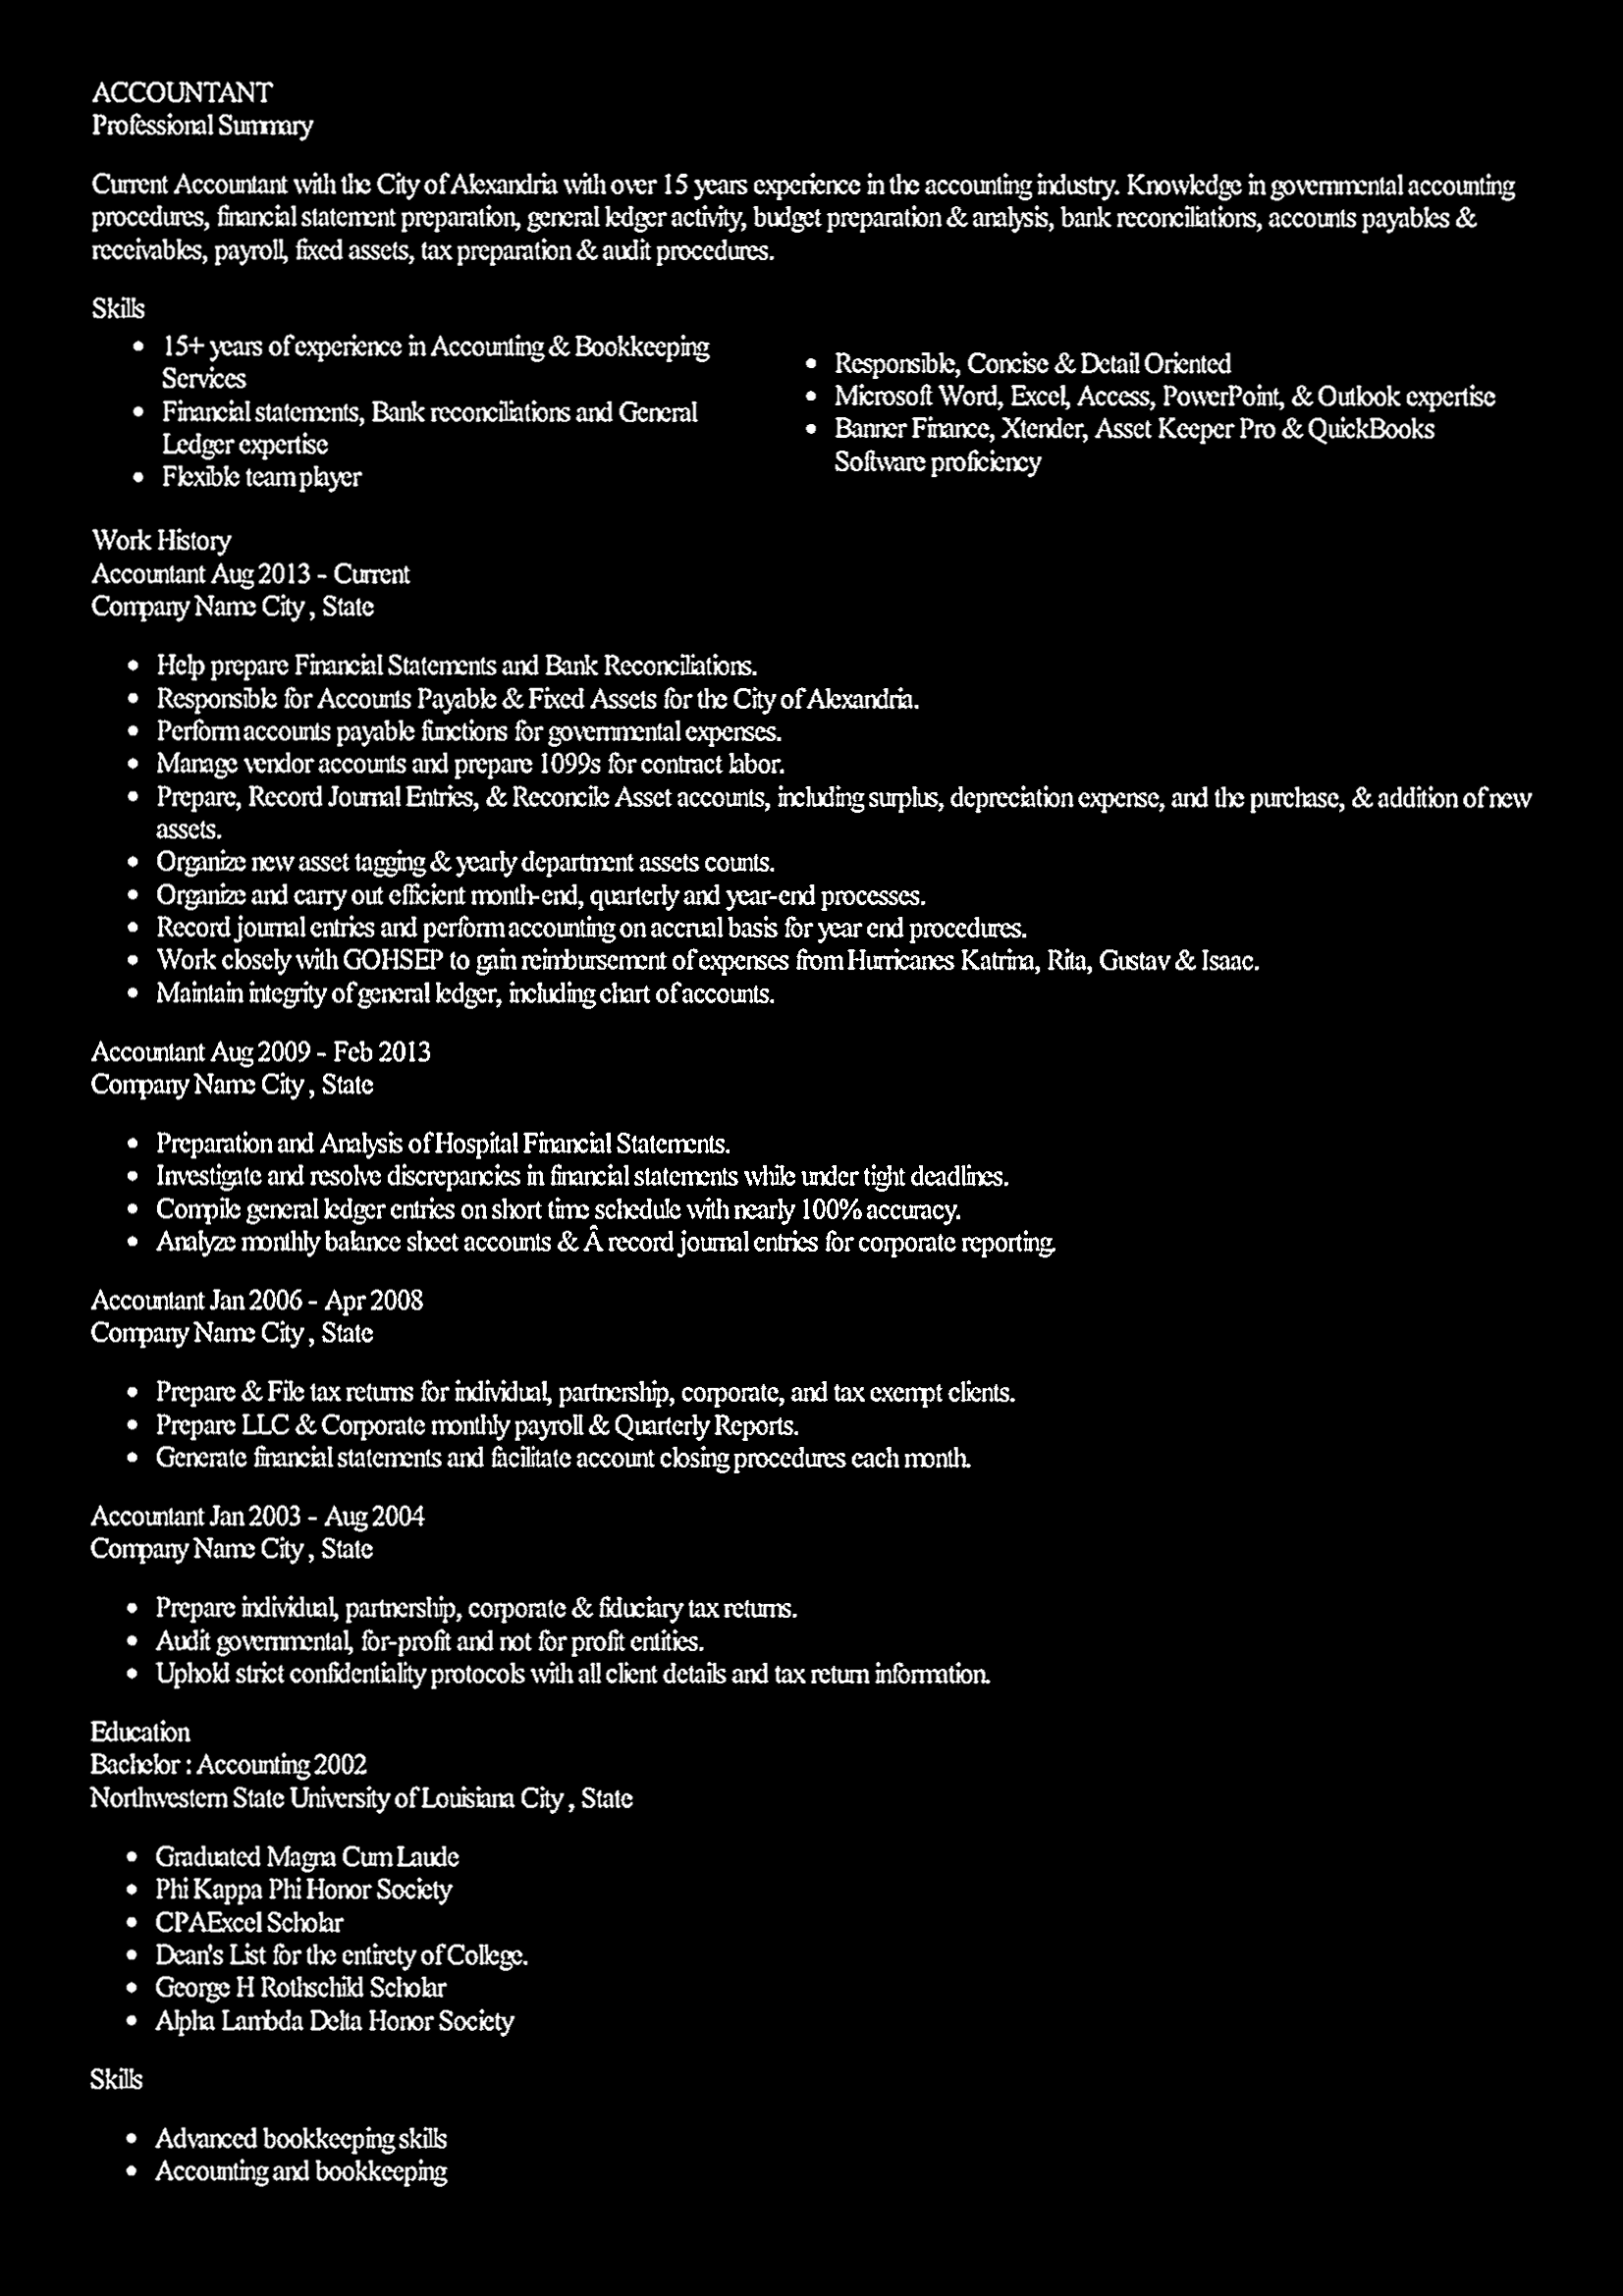 ACCOUNTANT
Professional Summary
Current Accountant with the City of Alexandria with over 15 years experience in the accounting industry. Knowledge in governmental accounting
procedures, financial statement preparation, general ledger activity, budget preparation & analysis, bank reconciliations, accounts payables &
receivables, payroll, fixed assets, tax preparation & audit procedures.
Skills
• 15+ years of experience in Accounting & Bookkeeping
Services
• Financial statements, Bank reconciliations and General
Ledger expertise
• Flexible team player
• Responsible, Concise & Detail Oriented
• Microsoft Word, Excel, Access, PowerPoint, & Outlook expertise
• Banner Finance, Xtender, Asset Keeper Pro & QuickBooks
Software proficiency
Work History
Accountant Aug 2013 - Current
Company Name City , State
• Help prepare Financial Statements and Bank Reconciliations.
• Responsible for Accounts Payable & Fixed Assets for the City of Alexandria.
• Perform accounts payable functions for governmental expenses.
• Manage vendor accounts and prepare 1099s for contract labor.
• Prepare, Record Journal Entries, & Reconcile Asset accounts, including surplus, depreciation expense, and the purchase, & addition of new
assets.
• Organize new asset tagging & yearly department assets counts.
• Organize and carry out efficient month-end, quarterly and year-end processes.
• Record journal entries and perform accounting on accrual basis for year end procedures.
• Work closely with GOHSEP to gain reimbursement of expenses from Hurricanes Katrina, Rita, Gustav & Isaac.
• Maintain integrity of general ledger, including chart of accounts.
Accountant Aug 2009 - Feb 2013
Company Name City , State
• Preparation and Analysis of Hospital Financial Statements.
• Investigate and resolve discrepancies in financial statements while under tight deadlines.
• Compile general ledger entries on short time schedule with nearly 100% accuracy.
• Analyze monthly balance sheet accounts & Â record journal entries for corporate reporting.
Accountant Jan 2006 - Apr 2008
Company Name City , State
• Prepare & File tax returns for individual, partnership, corporate, and tax exempt clients.
• Prepare LLC & Corporate monthly payroll & Quarterly Reports.
• Generate financial statements and facilitate account closing procedures each month.
Accountant Jan 2003 - Aug 2004
Company Name City , State
• Prepare individual, partnership, corporate & fiduciary tax returns.
• Audit governmental, for-profit and not for profit entities.
• Uphold strict confidentiality protocols with all client details and tax return information.
Education
Bachelor : Accounting 2002
Northwestern State University of Louisiana City , State
• Graduated Magna Cum Laude
• Phi Kappa Phi Honor Society
• CPAExcel Scholar
• Dean's List for the entirety of College.
• George H Rothschild Scholar
• Alpha Lambda Delta Honor Society
Skills
• Advanced bookkeeping skills
• Accounting and bookkeeping